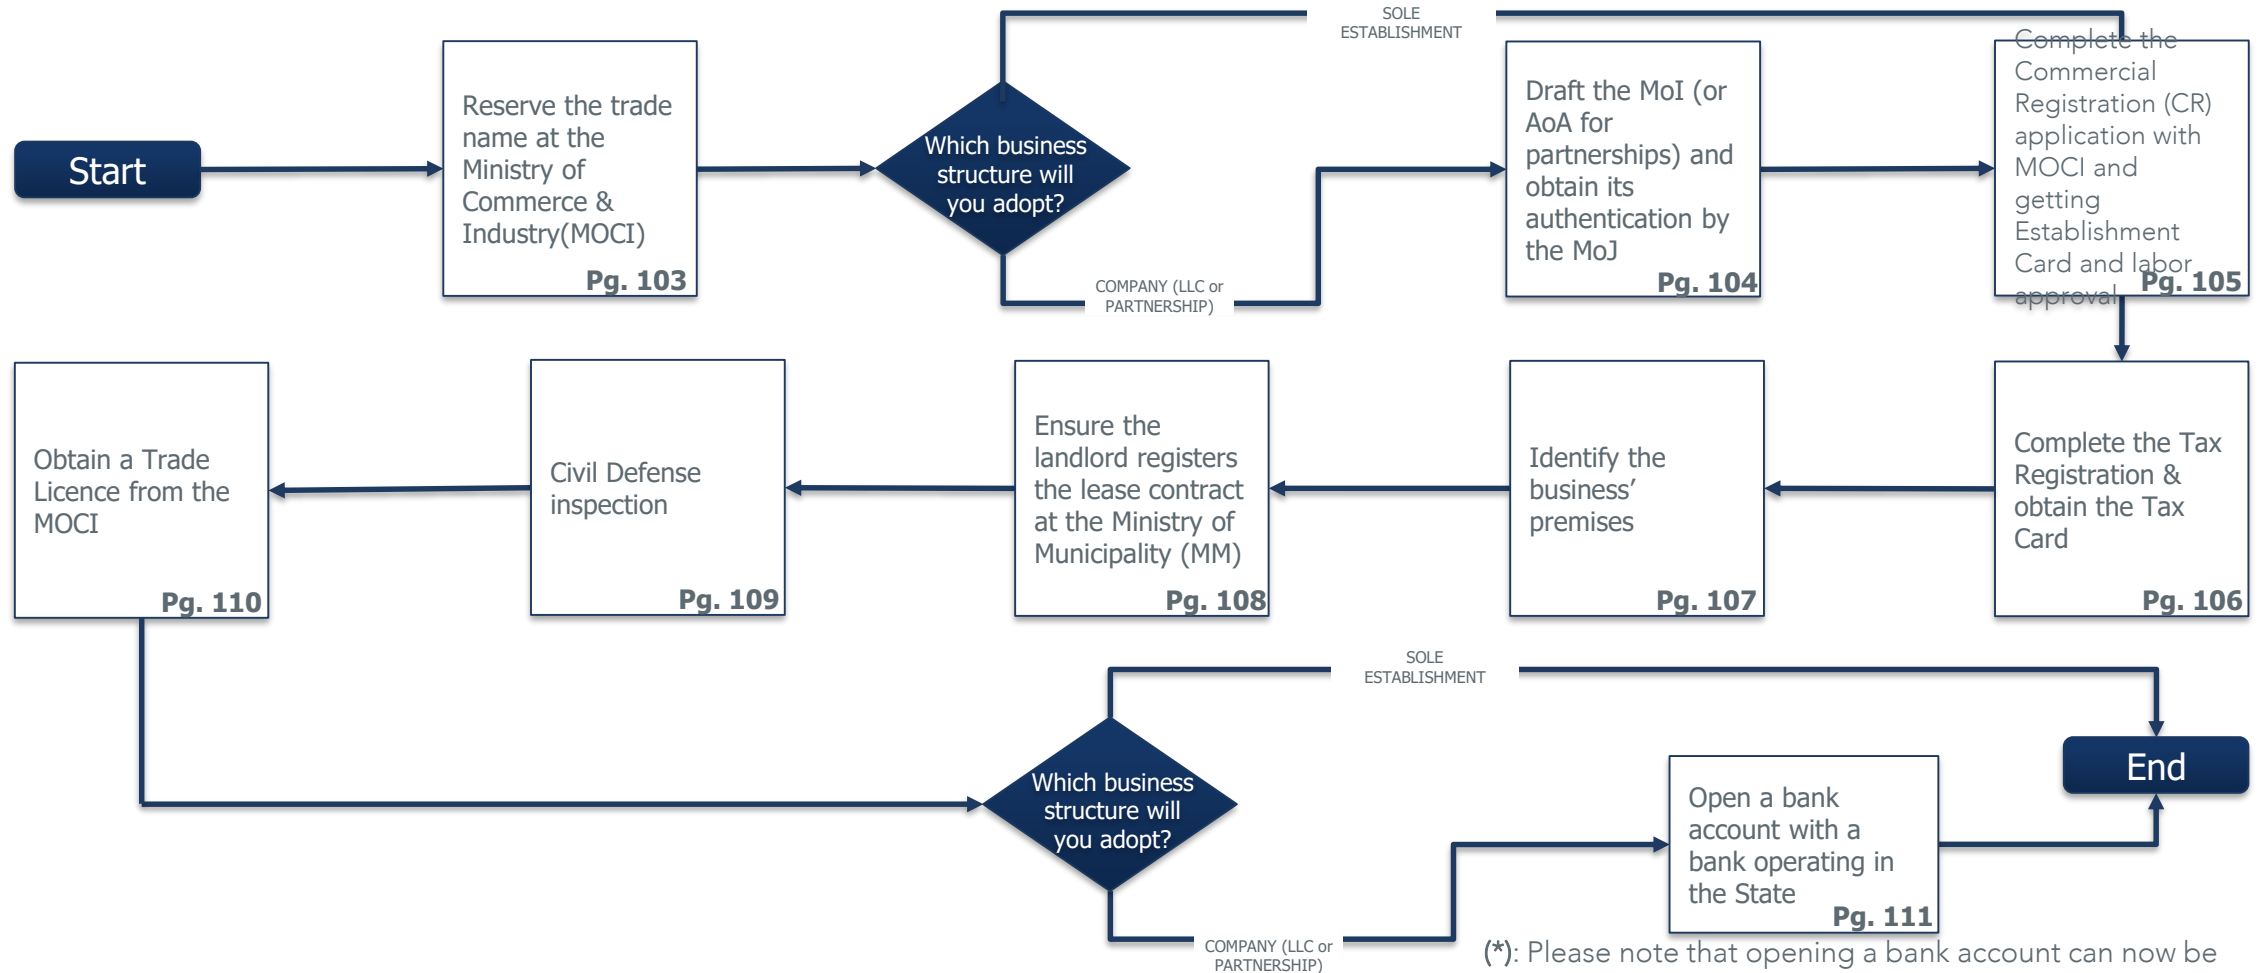 SOLE
ESTABLISHMENT
Start
Reserve the trade
name at the
Ministry of
Commerce &
Industry(MOCI)
Pg. 103
Which business
structure will
you adopt?
COMPANY (LLC or
PARTNERSHIP)
Draft the MoI (or
AoA for
partnerships) and
obtain its
authentication by
the MoJ
Pg. 104
Complete the
Commercial
Registration (CR)
application with
MOCI and
getting
Establishment
Card and labor
approval
Pg. 105
Obtain a Trade
Licence from the
MOCI
Pg. 110
Civil Defense
inspection
Pg. 109
Ensure the
landlord registers
the lease contract
at the Ministry of
Municipality (MM)
Pg. 108
Identify the
business’
premises
Pg. 107
Complete the Tax
Registration &
obtain the Tax
Card
Pg. 106
SOLE
ESTABLISHMENT
Which business
structure will
you adopt?
COMPANY (LLC or
PARTNERSHIP)
Open a bank
account with a
bank operating in
the State
Pg. 111
End
(*): Please note that opening a bank account can now be